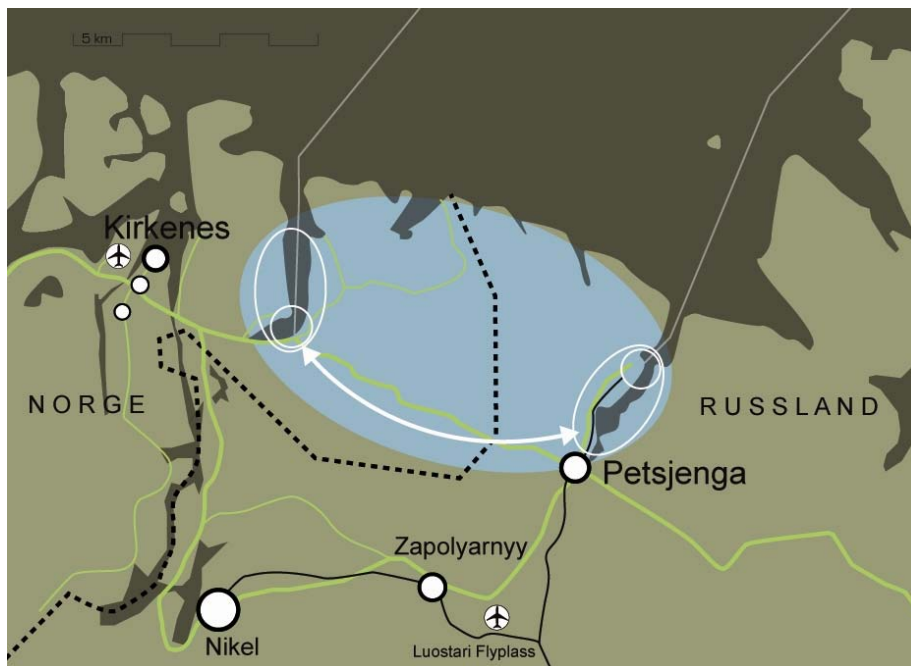 5 km
Kirkenes
NORGE
RUSSLAND
Petsjenga
Zapolyarnyy
Nikel
Luostari Flyplass